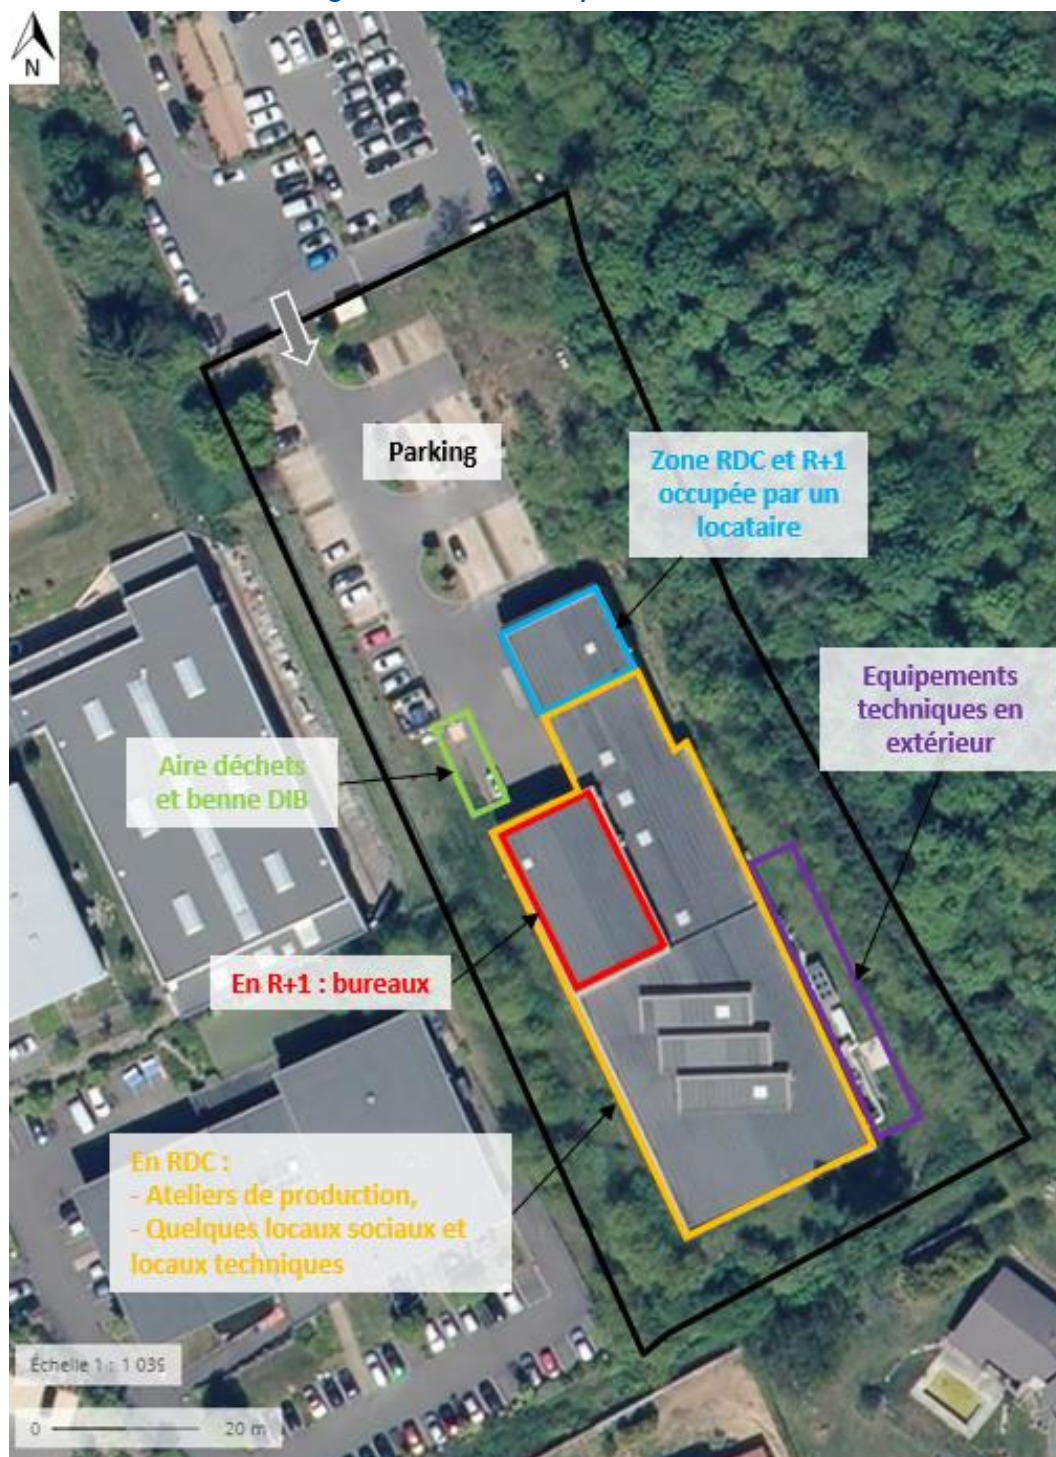 N
Parking
Zone RDC et R+1
occupée par un
locataire
Equipements
techniques en
extérieur
Aire déchets
et benne DIB
En R+1 : bureaux
En RDC :
- Ateliers de production,
- Quelques locaux sociaux et
locaux techniques
Échelle 1 : 1 039
0 20 m